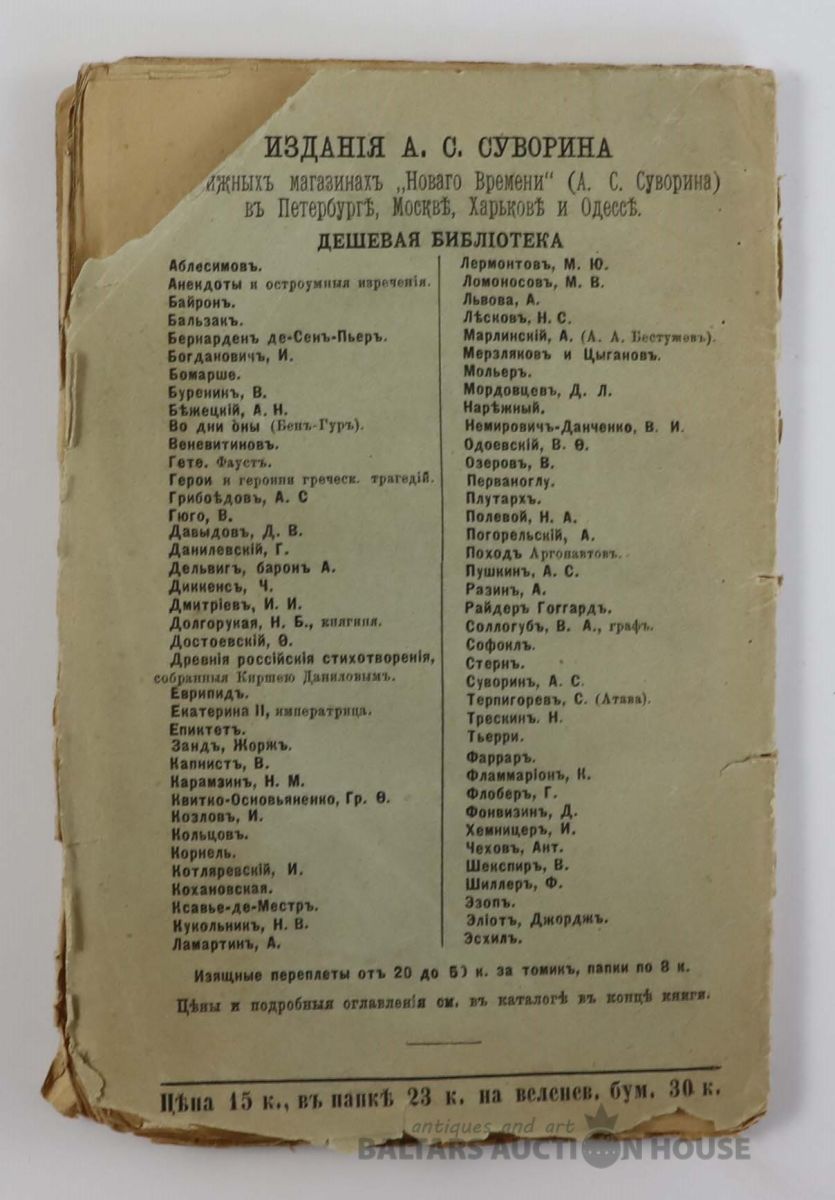 ИЗДАНІЯ А. С. СУВОРИНА
магазинахъ „Новаго Времени“ (А. С. Суворина)
въ Петербургѣ, Москвѣ, Харьковѣ и Одессѣ.
ДЕШЕВАЯ БИБЛІОТЕКА
Аблесимовъ.
Анекдоты и остроумныя изреченія.
Байронъ.
Бальзакъ.
Бернарденъ де-Сенъ-Пьеръ.
Богдановичъ, И.
Бомарше.
Буренинъ, В.
Бѣжецкій, А. Н.
Во дни оны (Бенъ-Гуръ).
Веневитиновъ.
Гете. Фаустъ.
Герои и героини греческ. трагедій.
Грибоѣдовъ, А. С
Гюго, В.
Давыдовъ, Д. В.
Данилевскій, Г.
Дельвигъ, баронъ А.
Диккенсъ, Ч.
Дмитріевъ, И. И.
Долгорукая, Н. Б., княгиня.
Достоевскій, Ѳ.
Древнія россійскія стихотворенія,
собранныя Киршею Даниловымъ.
Еврипидъ.
Екатерина II, императрица.
Епиктетъ.
Зандъ, Жоржъ.
Капнистъ, В.
Карамзинъ, Н. М.
Квитко-Основьяненко, Гр. Ѳ.
Козловъ, И.
Кольцовъ.
Корнель.
Котляревскій, И.
Кохановская.
Ксавье-де-Местръ.
Кукольникъ, Н. В.
Ламартинъ, А.
Лермонтовъ, М. Ю.
Ломоносовъ, М. В.
Львова, А.
Лѣсковъ, Н. С.
Марлинскій, А. (А. А. Бестужевъ).
Мерзляковъ и Цыгановъ.
Мольеръ.
Мордовцевъ, Д. Л.
Нарѣжный.
Немировичъ-Данченко, В. И.
Одоевскій, В. Ѳ.
Озеровъ, В.
Перваноглу.
Плутархъ.
Полевой, Н. А.
Погорельскій, А.
Походъ Аргонавтовъ.
Пушкинъ, А. С.
Разинъ, А.
Райдеръ Гоггардъ.
Соллогубъ, В. А., графъ.
Софоклъ.
Стернъ.
Суворинъ, А. С.
Терпигоревъ, С. (Атава).
Трескинъ. Н.
Тьерри.
Фарраръ.
Фламмаріонъ, К.
Флоберъ, Г.
Фонвизинъ, Д.
Хемницеръ, И.
Чеховъ, Ант.
Шекспиръ, В.
Шиллеръ, Ф.
Эзопъ.
Эліотъ, Джорджъ.
Эсхилъ.
Изящные переплеты отъ 20 до к. за томикъ, папки по 8 к.
Цѣны и подробныя оглавленія см. въ каталогѣ въ концѣ книги.
Цѣна 15 к., въ папкѣ 23 к. на веленев. бум. 30 к.
antiques and art
BALTARS AUCTION HOUSE